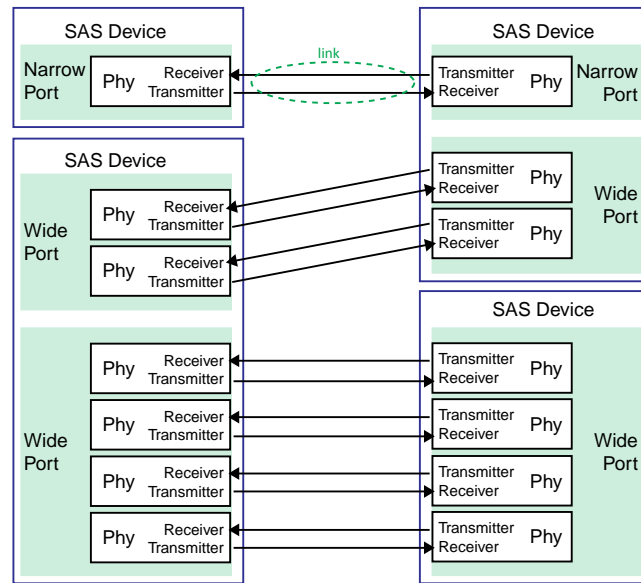 SAS Device
Narrow
Port
Phy
Receiver
Transmitter
link
SAS Device
Transmitter
Receiver
Phy
Narrow
Port
SAS Device
Wide
Port
Phy
Receiver
Transmitter
Phy
Receiver
Transmitter
Transmitter
Receiver
Phy
Transmitter
Receiver
Phy
Wide
Port
Wide
Port
Phy
Receiver
Transmitter
Phy
Receiver
Transmitter
Phy
Receiver
Transmitter
Phy
Receiver
Transmitter
SAS Device
Transmitter
Receiver
Phy
Transmitter
Receiver
Phy
Transmitter
Receiver
Phy
Transmitter
Receiver
Phy
Wide
Port